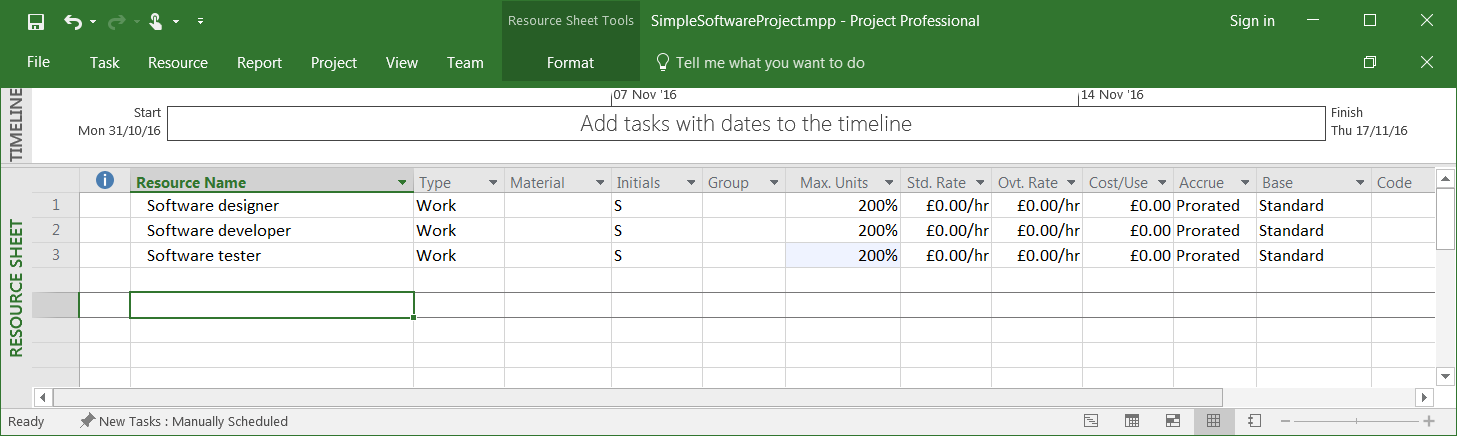 Resource Sheet Tools SimpleSoftwareProject.mpp - Project Professional Sign in
File Task Resource Report Project View Team Format Tell me what you want to do
TIMELINE
07 Nov '16 14 Nov '16
Start
Mon 31/10/16
Add tasks with dates to the timeline
Finish
Thu 17/11/16
RESOURCE SHEET
Resource Name Type Material Initials Group Max. Units Std. Rate Ovt. Rate Cost/Use Accrue Base Code
1 Software designer Work S 200% £0.00/hr £0.00/hr £0.00 Prorated Standard
2 Software developer Work S 200% £0.00/hr £0.00/hr £0.00 Prorated Standard
3 Software tester Work S 200% £0.00/hr £0.00/hr £0.00 Prorated Standard
Ready New Tasks : Manually Scheduled